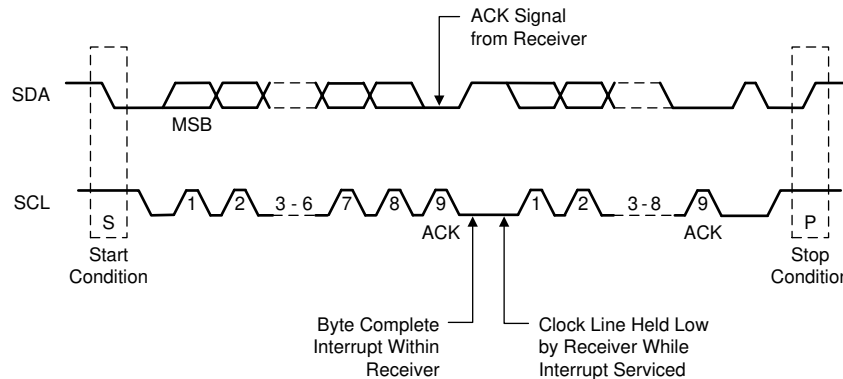 ACK Signal
from Receiver
SDA
MSB
SCL
1 2 3 - 6 7 8 9 1 2 3 - 8 9
S ACK ACK P
Start
Condition
Stop
Condition
Byte Complete
Interrupt Within
Receiver
Clock Line Held Low
by Receiver While
Interrupt Serviced